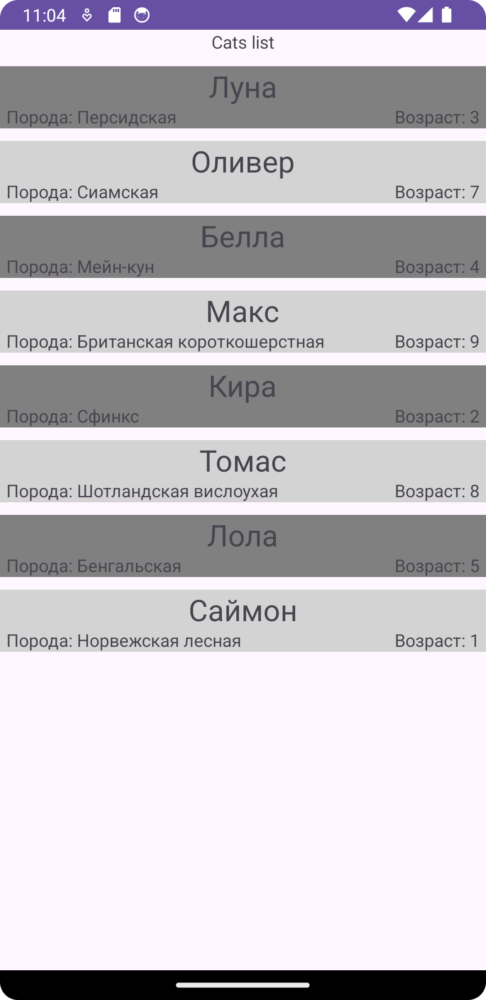 11:04
Cats list
Луна
Порода: Персидская Возраст: 3
Оливер
Порода: Сиамская Возраст: 7
Белла
Порода: Мейн-кун Возраст: 4
Макс
Порода: Британская короткошерстная Возраст: 9
Кира
Порода: Сфинкс Возраст: 2
Томас
Порода: Шотландская вислоухая Возраст: 8
Лола
Порода: Бенгальская Возраст: 5
Саймон
Порода: Норвежская лесная Возраст: 1